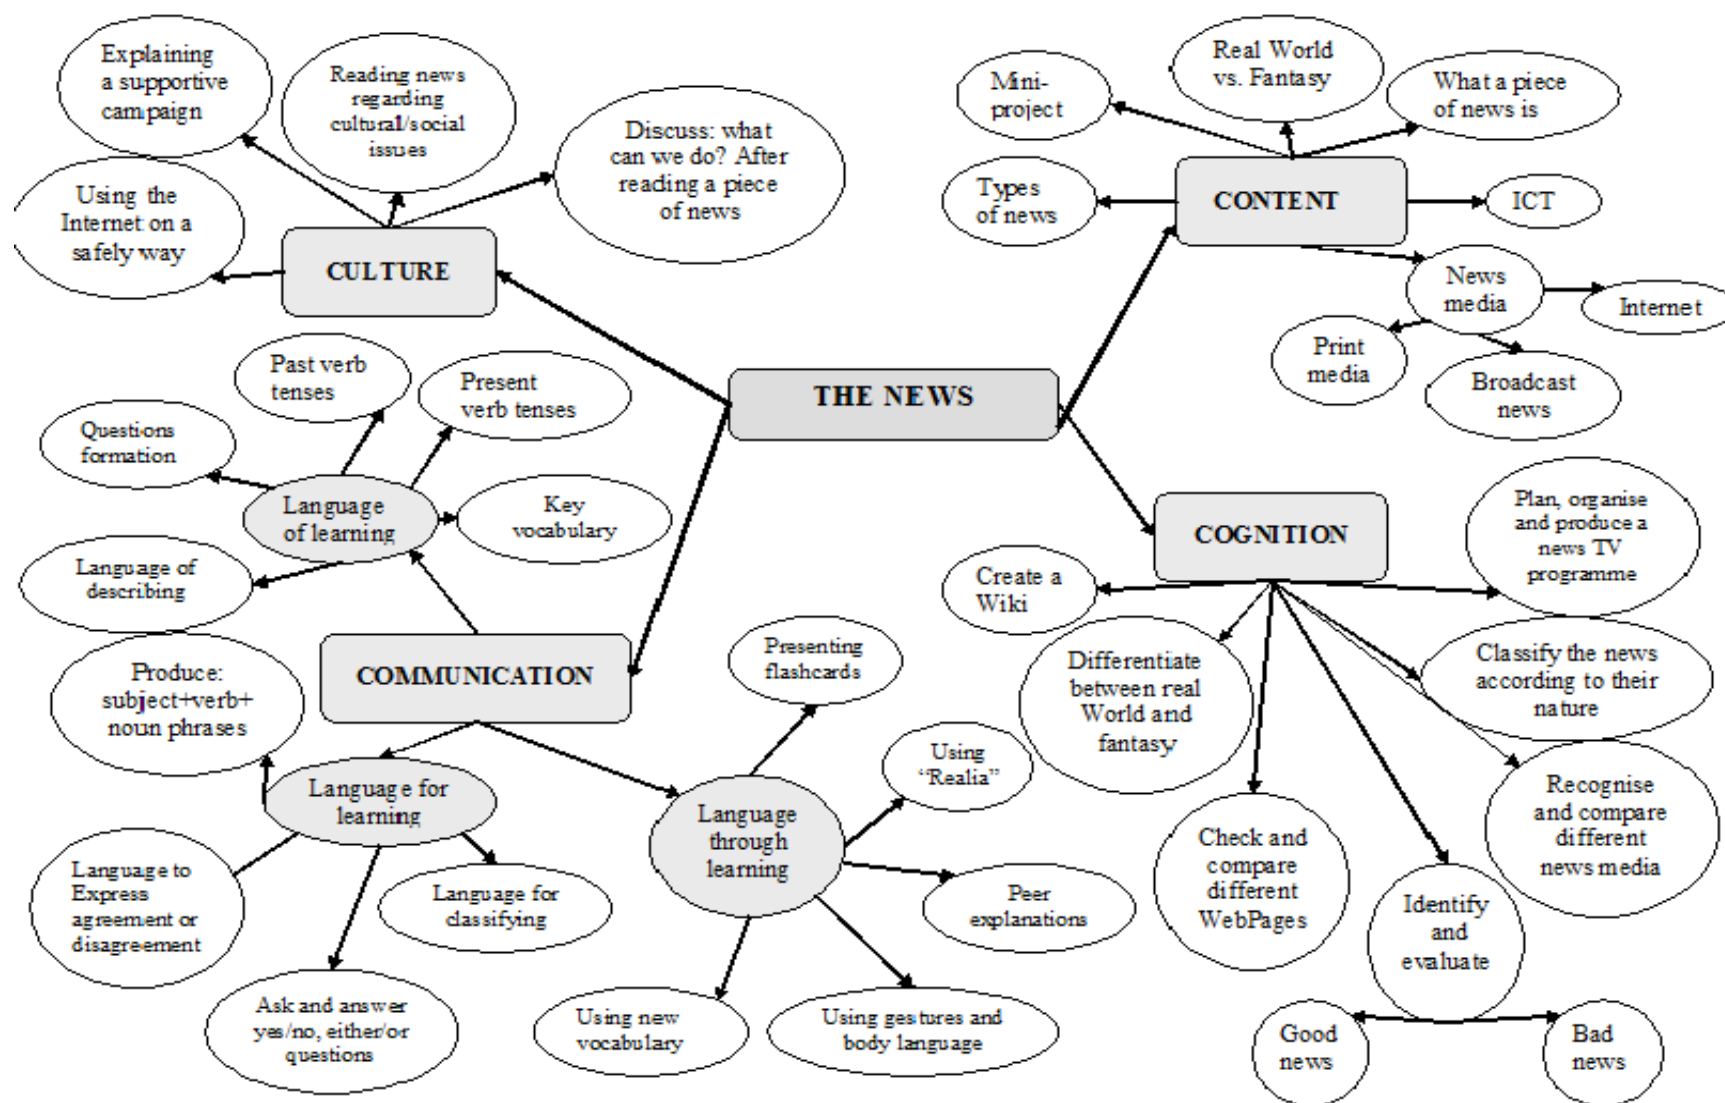 Explaining
a supportive
campaign
Reading news
regarding
cultural/social
issues
Discuss: what
can we do? After
reading a piece
of news
Using the
Internet on a
safely way
CULTURE
Real World
vs. Fantasy
Mini-
project
What a piece
of news is
Types
of news
CONTENT
ICT
News
media
Internet
Print
media
Broadcast
news
THE NEWS
Past verb
tenses
Present
verb tenses
Questions
formation
Language
of learning
Key
vocabulary
Language of
describing
COGNITION
Plan, organise
and produce a
news TV
programme
Create a
Wiki
Differentiate
between real
World and
fantasy
Classify the news
according to their
nature
Check and
compare
different
WebPages
Identify
and
evaluate
Recognise
and compare
different
news media
Good
news
Bad
news
COMMUNICATION
Produce:
subject+verb+
noun phrases
Language for
learning
Language to
Express
agreement or
disagreement
Language for
classifying
Ask and answer
yes/no, either/or
questions
Presenting
flashcards
Using
“Realia”
Language
through
learning
Peer
explanations
Using new
vocabulary
Using gestures and
body language